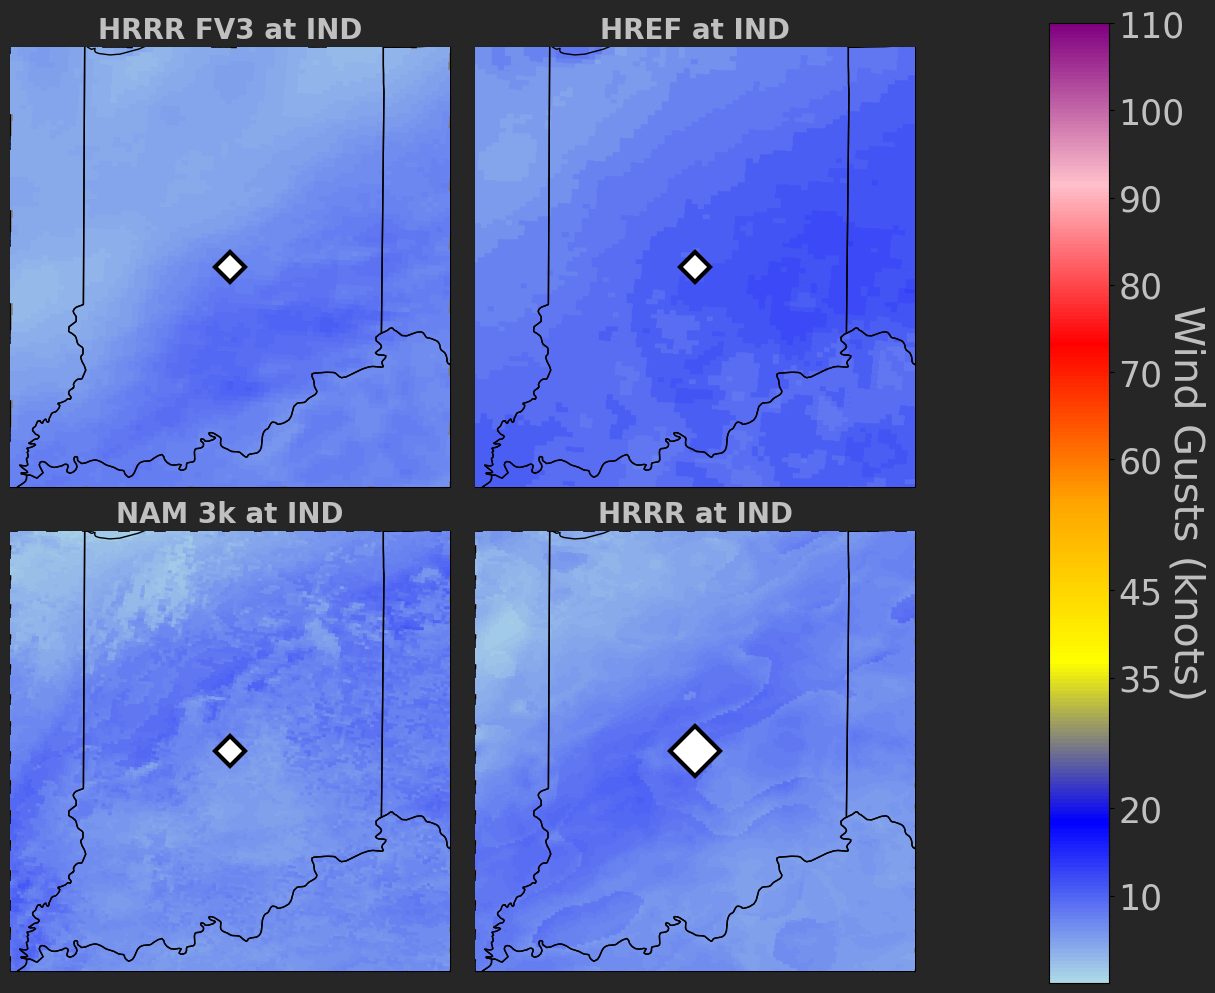 HRRR FV3 at IND
HREF at IND
NAM 3k at IND
HRRR at IND
110
100
90
80
70
60
45
35
20
10
Wind Gusts (knots)